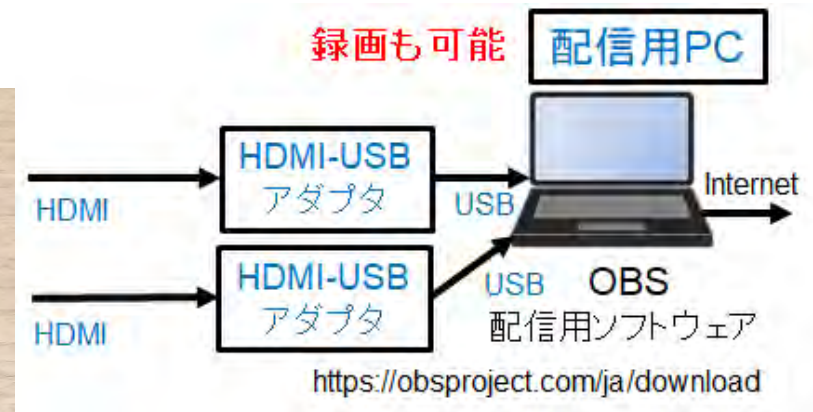 録画も可能
配信用PC
HDMI-USB
アダプタ
HDMI
USB
Internet
HDMI-USB
アダプタ
HDMI
USB
OBS
配信用ソフトウェア
https://obsproject.com/ja/download